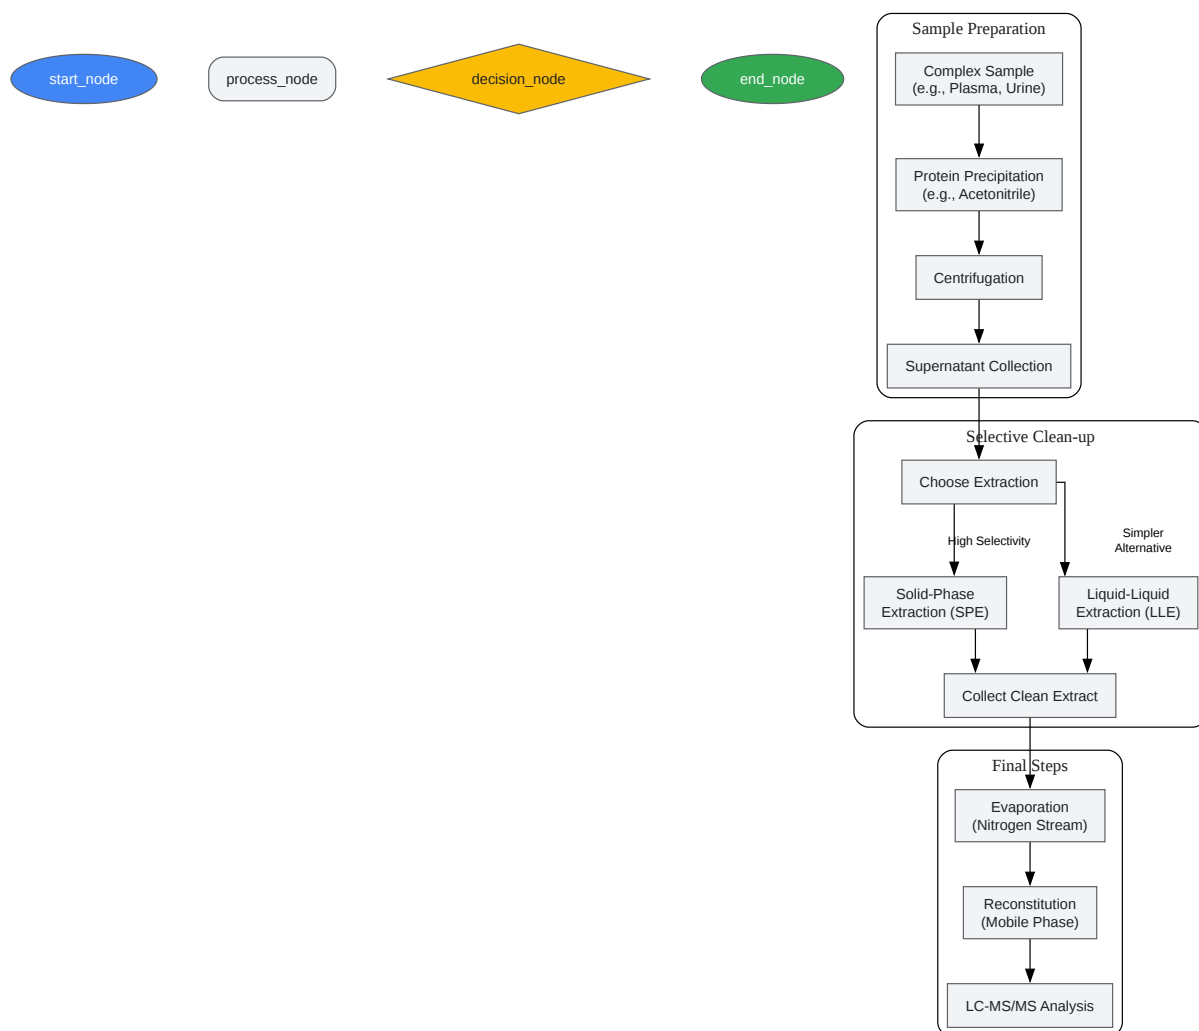 start_node
process_node
decision_node
end_node
Sample Preparation
Complex Sample
(e.g., Plasma, Urine)
Protein Precipitation
(e.g., Acetonitrile)
Centrifugation
Supernatant Collection
Selective Clean-up
Choose Extraction
High Selectivity
Simpler
Alternative
Solid-Phase
Extraction (SPE)
Liquid-Liquid
Extraction (LLE)
Collect Clean Extract
Final Steps
Evaporation
(Nitrogen Stream)
Reconstitution
(Mobile Phase)
LC-MS/MS Analysis